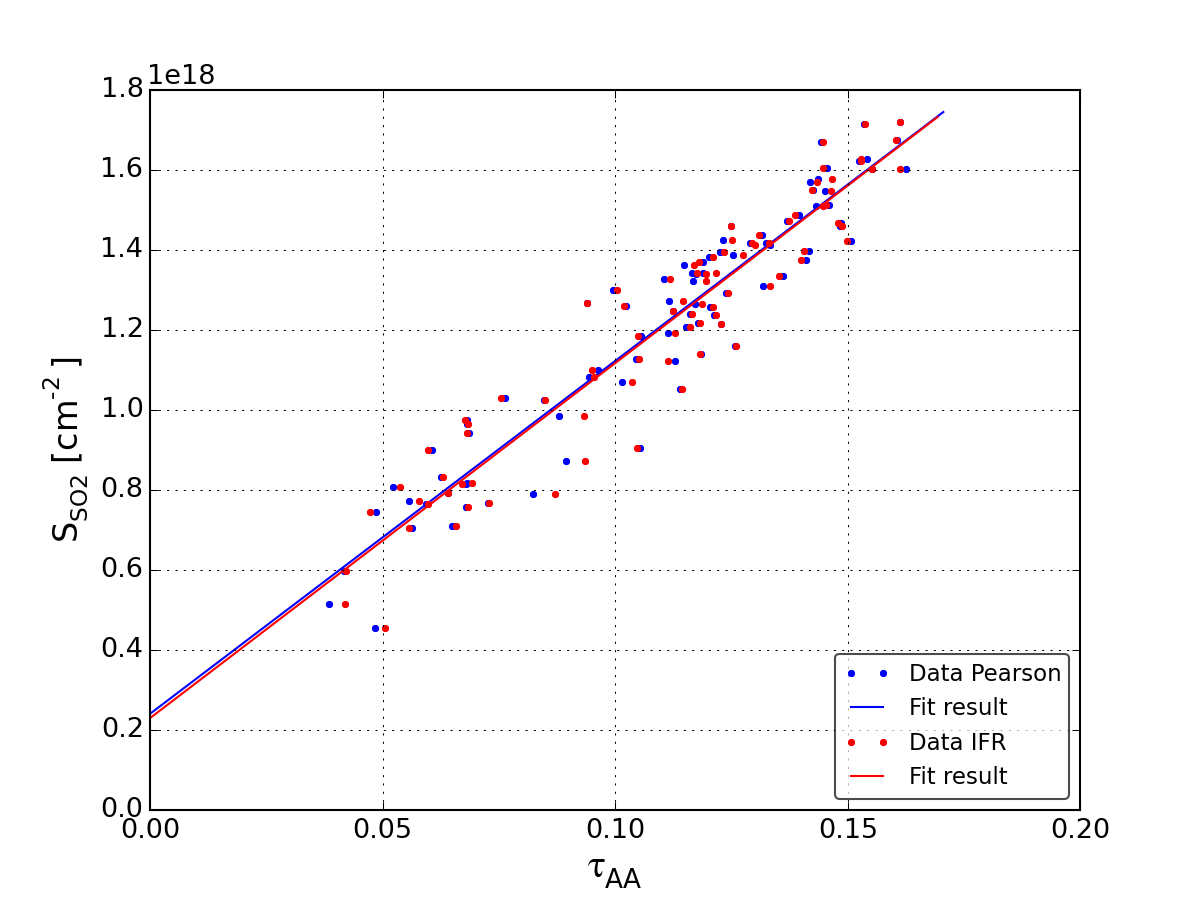 1e18
1.8
1.6
1.4
1.2
1.0
0.8
0.6
0.4
0.2
0.0
S_SO2 [cm^-2 ]
0.00 0.05 0.10 0.15 0.20
τ_AA
Data Pearson
Fit result
Data IFR
Fit result